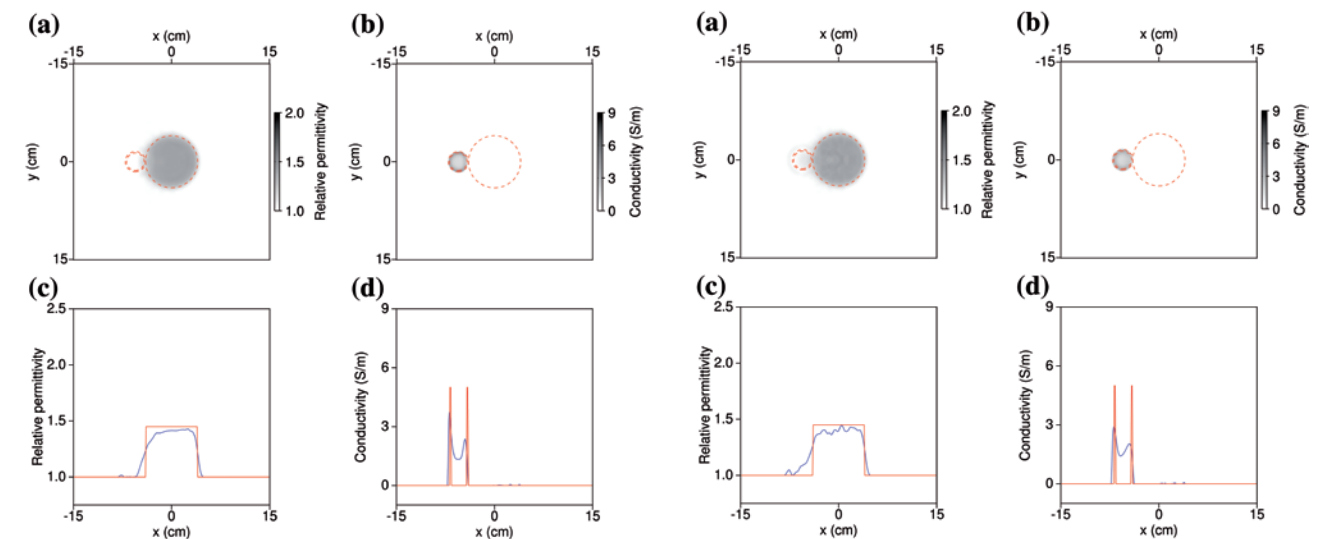 (a)
x (cm)
-15 0 15
-15
0
15
y (cm)
2.0
1.5
1.0
Relative permittivity
(b)
x (cm)
-15 0 15
-15
0
15
y (cm)
9
6
3
0
Conductivity (S/m)
(a)
x (cm)
-15 0 15
-15
0
15
y (cm)
2.0
1.5
1.0
Relative permittivity
(b)
x (cm)
-15 0 15
-15
0
15
y (cm)
9
6
3
0
Conductivity (S/m)
(c)
2.5
2.0
1.5
1.0
Relative permittivity
-15 0 15
x (cm)
(d)
9
6
3
0
Conductivity (S/m)
-15 0 15
x (cm)
(c)
2.5
2.0
1.5
1.0
Relative permittivity
-15 0 15
x (cm)
(d)
9
6
3
0
Conductivity (S/m)
-15 0 15
x (cm)